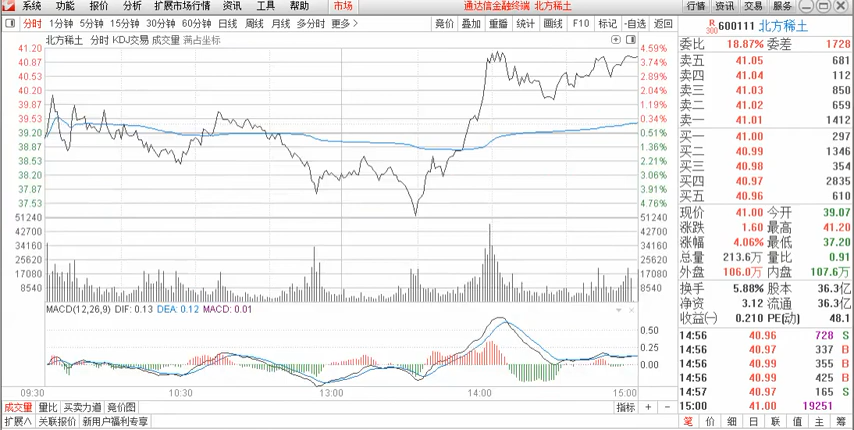 系统 功能 报价 分析 扩展市场行情 资讯 工具 帮助 市场 通达信金融终端 北方稀土 行情 资讯 交易 服务
分时 1分钟 5分钟 15分钟 30分钟 60分钟 日线 周线 月线 多分时 更多 > 竞价 叠加 重播 统计 画线 F10 标记 -自选 返回
北方稀土 分时 KDJ交易 成交量 满占坐标
41.20 4.59%
40.87 3.74%
40.53 2.89%
40.20 2.04%
39.87 1.19%
39.53 0.34%
39.20 0.51%
38.87 1.36%
38.53 2.21%
38.20 3.06%
37.87 3.91%
37.53 4.76%
51240 51240
42700 42700
34160 34160
25620 25620
17080 17080
8540 8540
MACD(12,26,9) DIF: 0.13 DEA: 0.12 MACD: 0.01
0.50
0.25
0.00
09:30 10:30 13:00 14:00 15:00
成交量 量比 买卖力道 竞价图 指标 + －
扩展∧ 关联报价 新用户福利专享
R 300 600111 北方稀土
委比 18.87% 委差 1728
卖五 41.05 681
卖四 41.04 112
卖三 41.03 850
卖二 41.02 659
卖一 41.01 1412
买一 41.00 297
买二 40.99 1346
买三 40.98 354
买四 40.97 2835
买五 40.96 610
现价 41.00 今开 39.07
涨跌 1.60 最高 41.20
涨幅 4.06% 最低 37.20
总量 213.6万 量比 0.91
外盘 106.0万 内盘 107.6万
换手 5.88% 股本 36.3亿
净资 3.12 流通 36.3亿
收益㈠ 0.210 PE(动) 48.1
14:56 40.96 728 S
14:56 40.97 337 B
14:56 40.99 355 B
14:56 40.99 425 B
14:57 40.97 165 S
15:00 41.00 19251
笔 价 细 日 联 值 主 筹